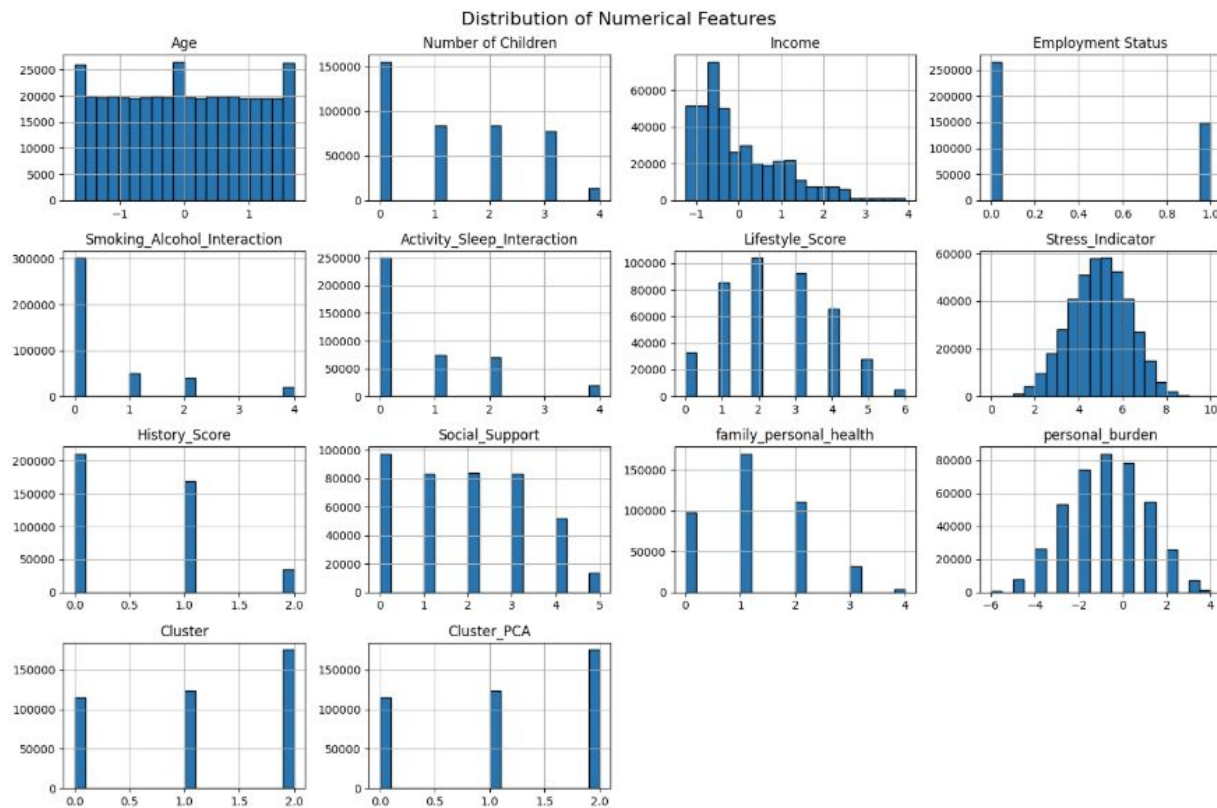 Distribution of Numerical Features
Age
25000
20000
15000
10000
5000
0
−1 0 1
Number of Children
150000
100000
50000
0
0 1 2 3 4
Income
60000
40000
20000
0
−1 0 1 2 3 4
Employment Status
250000
200000
150000
100000
50000
0
0.0 0.2 0.4 0.6 0.8 1.0
Smoking_Alcohol_Interaction
300000
200000
100000
0
0 1 2 3 4
Activity_Sleep_Interaction
250000
200000
150000
100000
50000
0
0 1 2 3 4
Lifestyle_Score
100000
80000
60000
40000
20000
0
0 1 2 3 4 5 6
Stress_Indicator
60000
40000
20000
0
0 2 4 6 8 10
History_Score
200000
150000
100000
50000
0
0.0 0.5 1.0 1.5 2.0
Social_Support
100000
80000
60000
40000
20000
0
0 1 2 3 4 5
family_personal_health
150000
100000
50000
0
0 1 2 3 4
personal_burden
80000
60000
40000
20000
0
−6 −4 −2 0 2 4
Cluster
150000
100000
50000
0
0.0 0.5 1.0 1.5 2.0
Cluster_PCA
150000
100000
50000
0
0.0 0.5 1.0 1.5 2.0